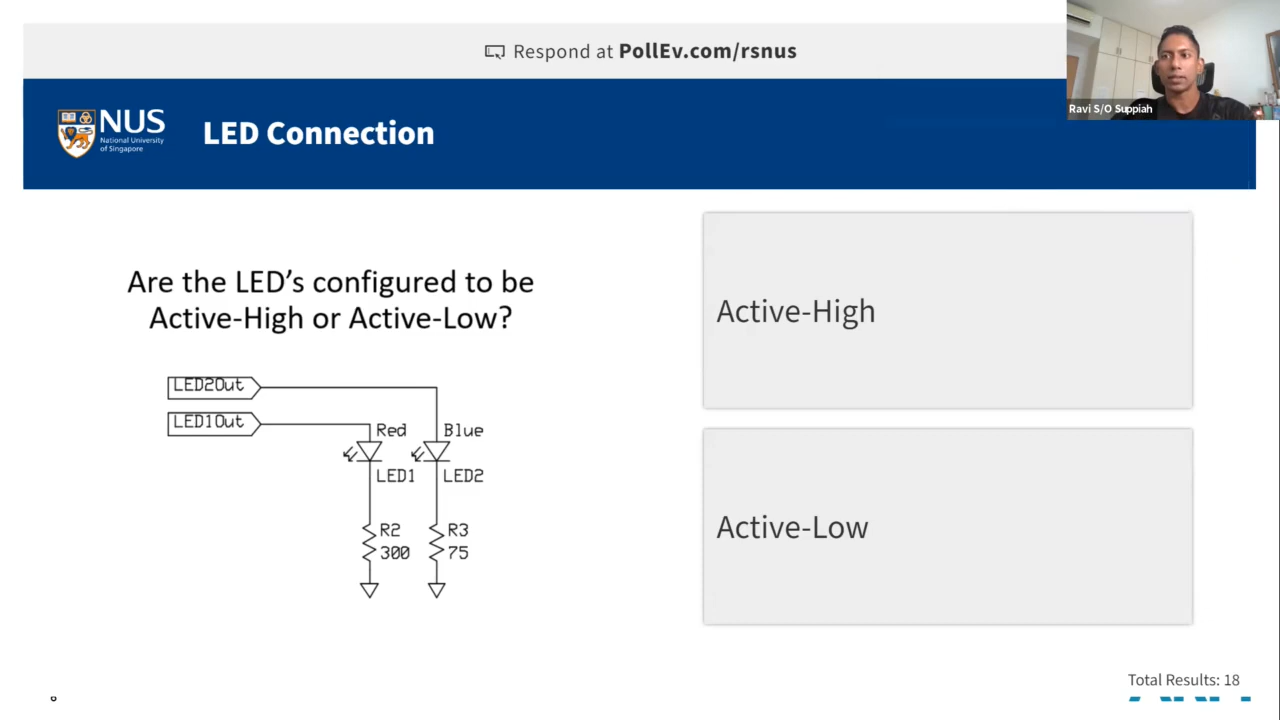 Respond at PollEv.com/rsnus
Ravi S/O Suppiah
NUS
National University
of Singapore
LED Connection
Are the LED's configured to be
Active-High or Active-Low?
Active-High
Active-Low
LED2Out
LED1Out
Red
Blue
LED1
LED2
R2
300
R3
75
Total Results: 18